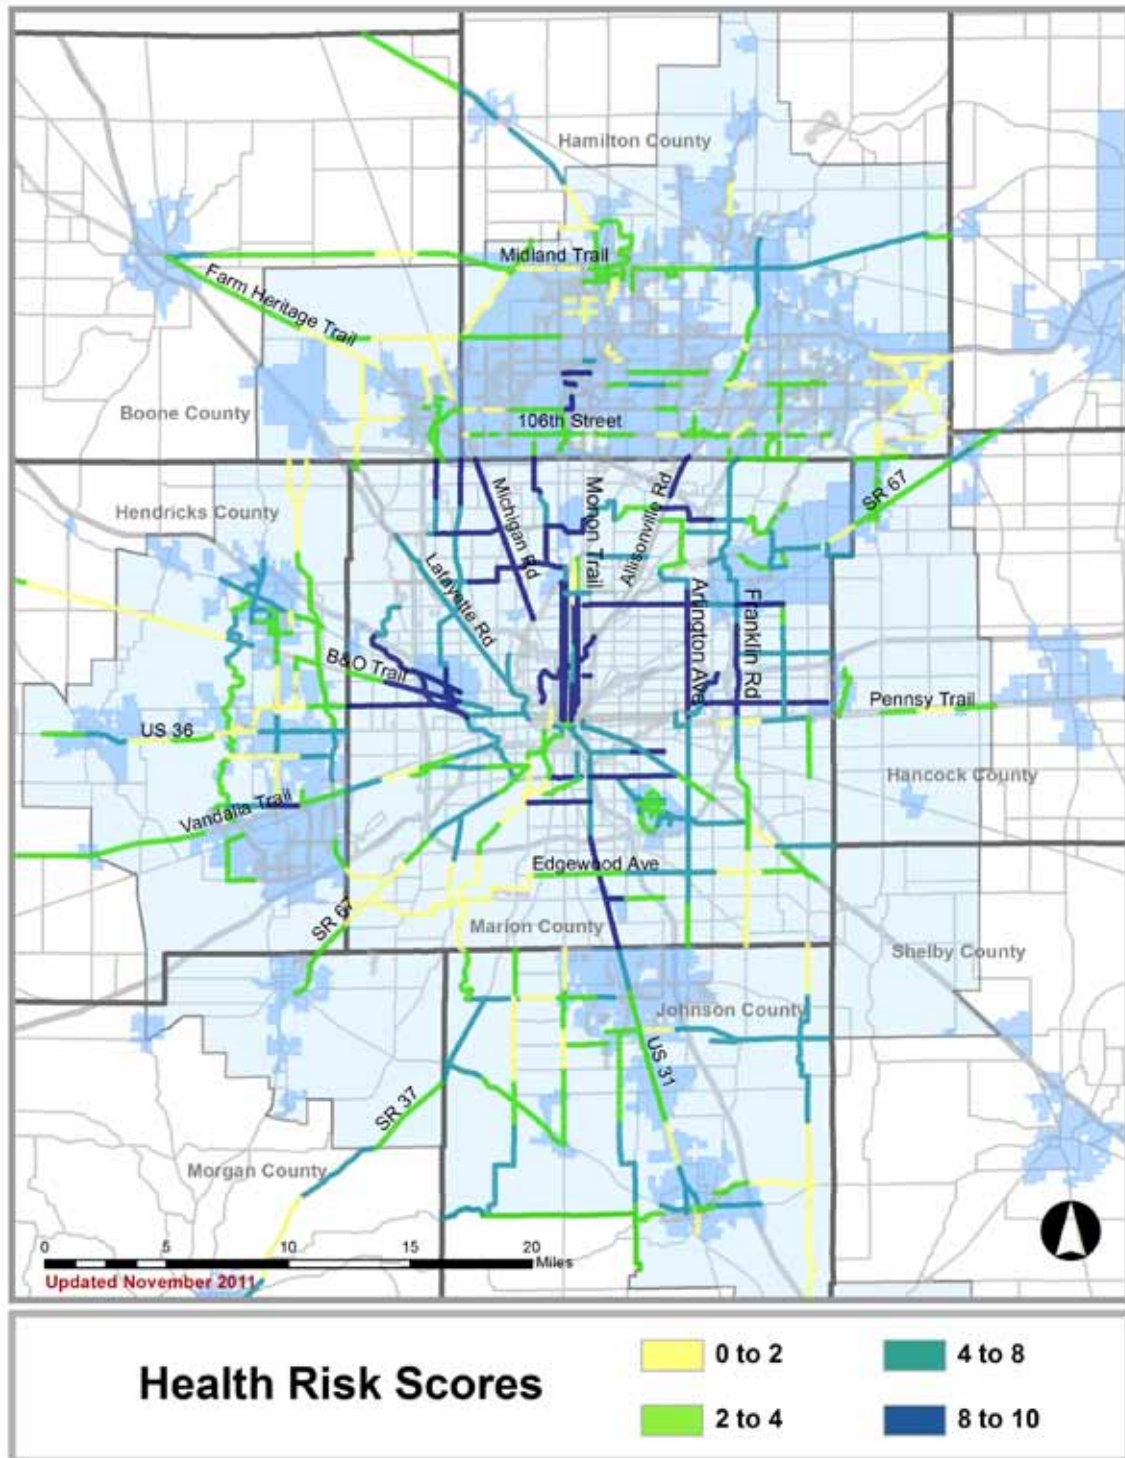 Hamilton County
Midland Trail
Farm Heritage Trail
Boone County
106th Street
SR 67
Hendricks County
Michigan Rd
Monon Trail
Allisonville Rd
Lafayette Rd
Arlington Ave
Franklin Rd
B&O Trail
Pennsy Trail
US 36
Hancock County
Vandalia Trail
Edgewood Ave
SR 67
Marion County
Shelby County
Johnson County
US 31
SR 37
Morgan County
0 5 10 15 20
Miles
Updated November 2011
Health Risk Scores
0 to 2
4 to 8
2 to 4
8 to 10